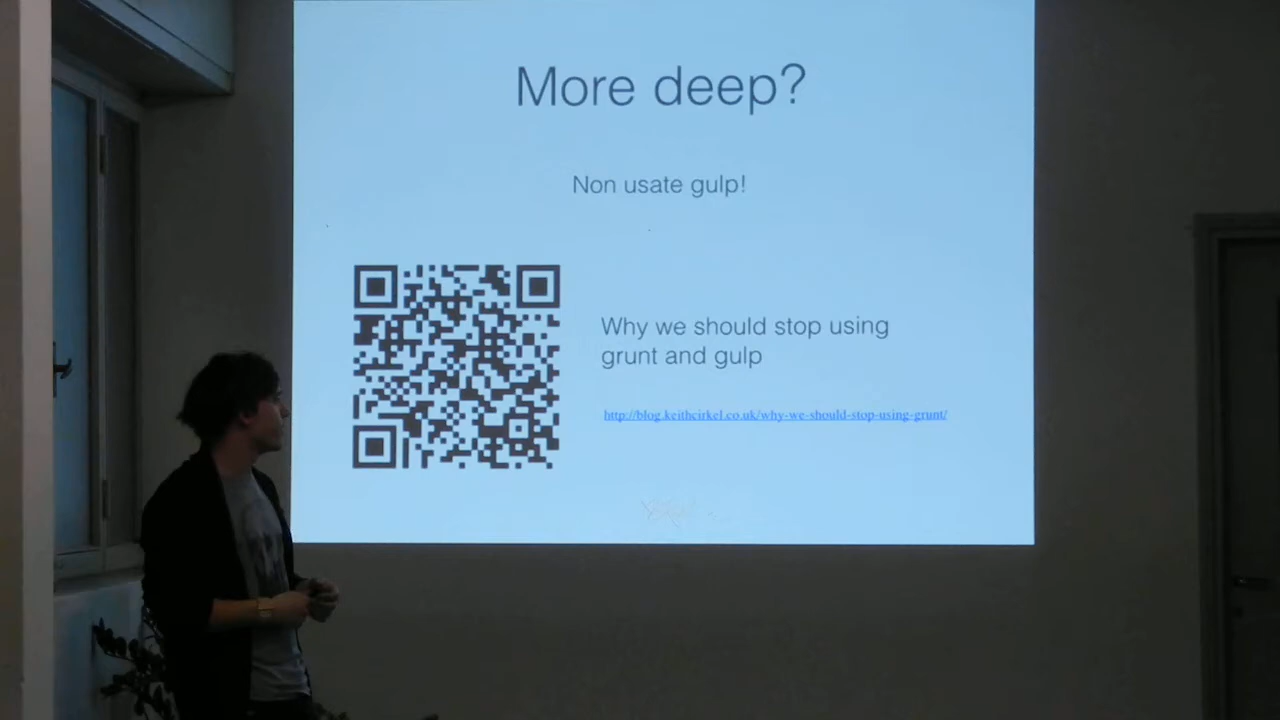 More deep?
Non usate gulp!
Why we should stop using
grunt and gulp
http://blog.keithcirkel.co.uk/why-we-should-stop-using-grunt/